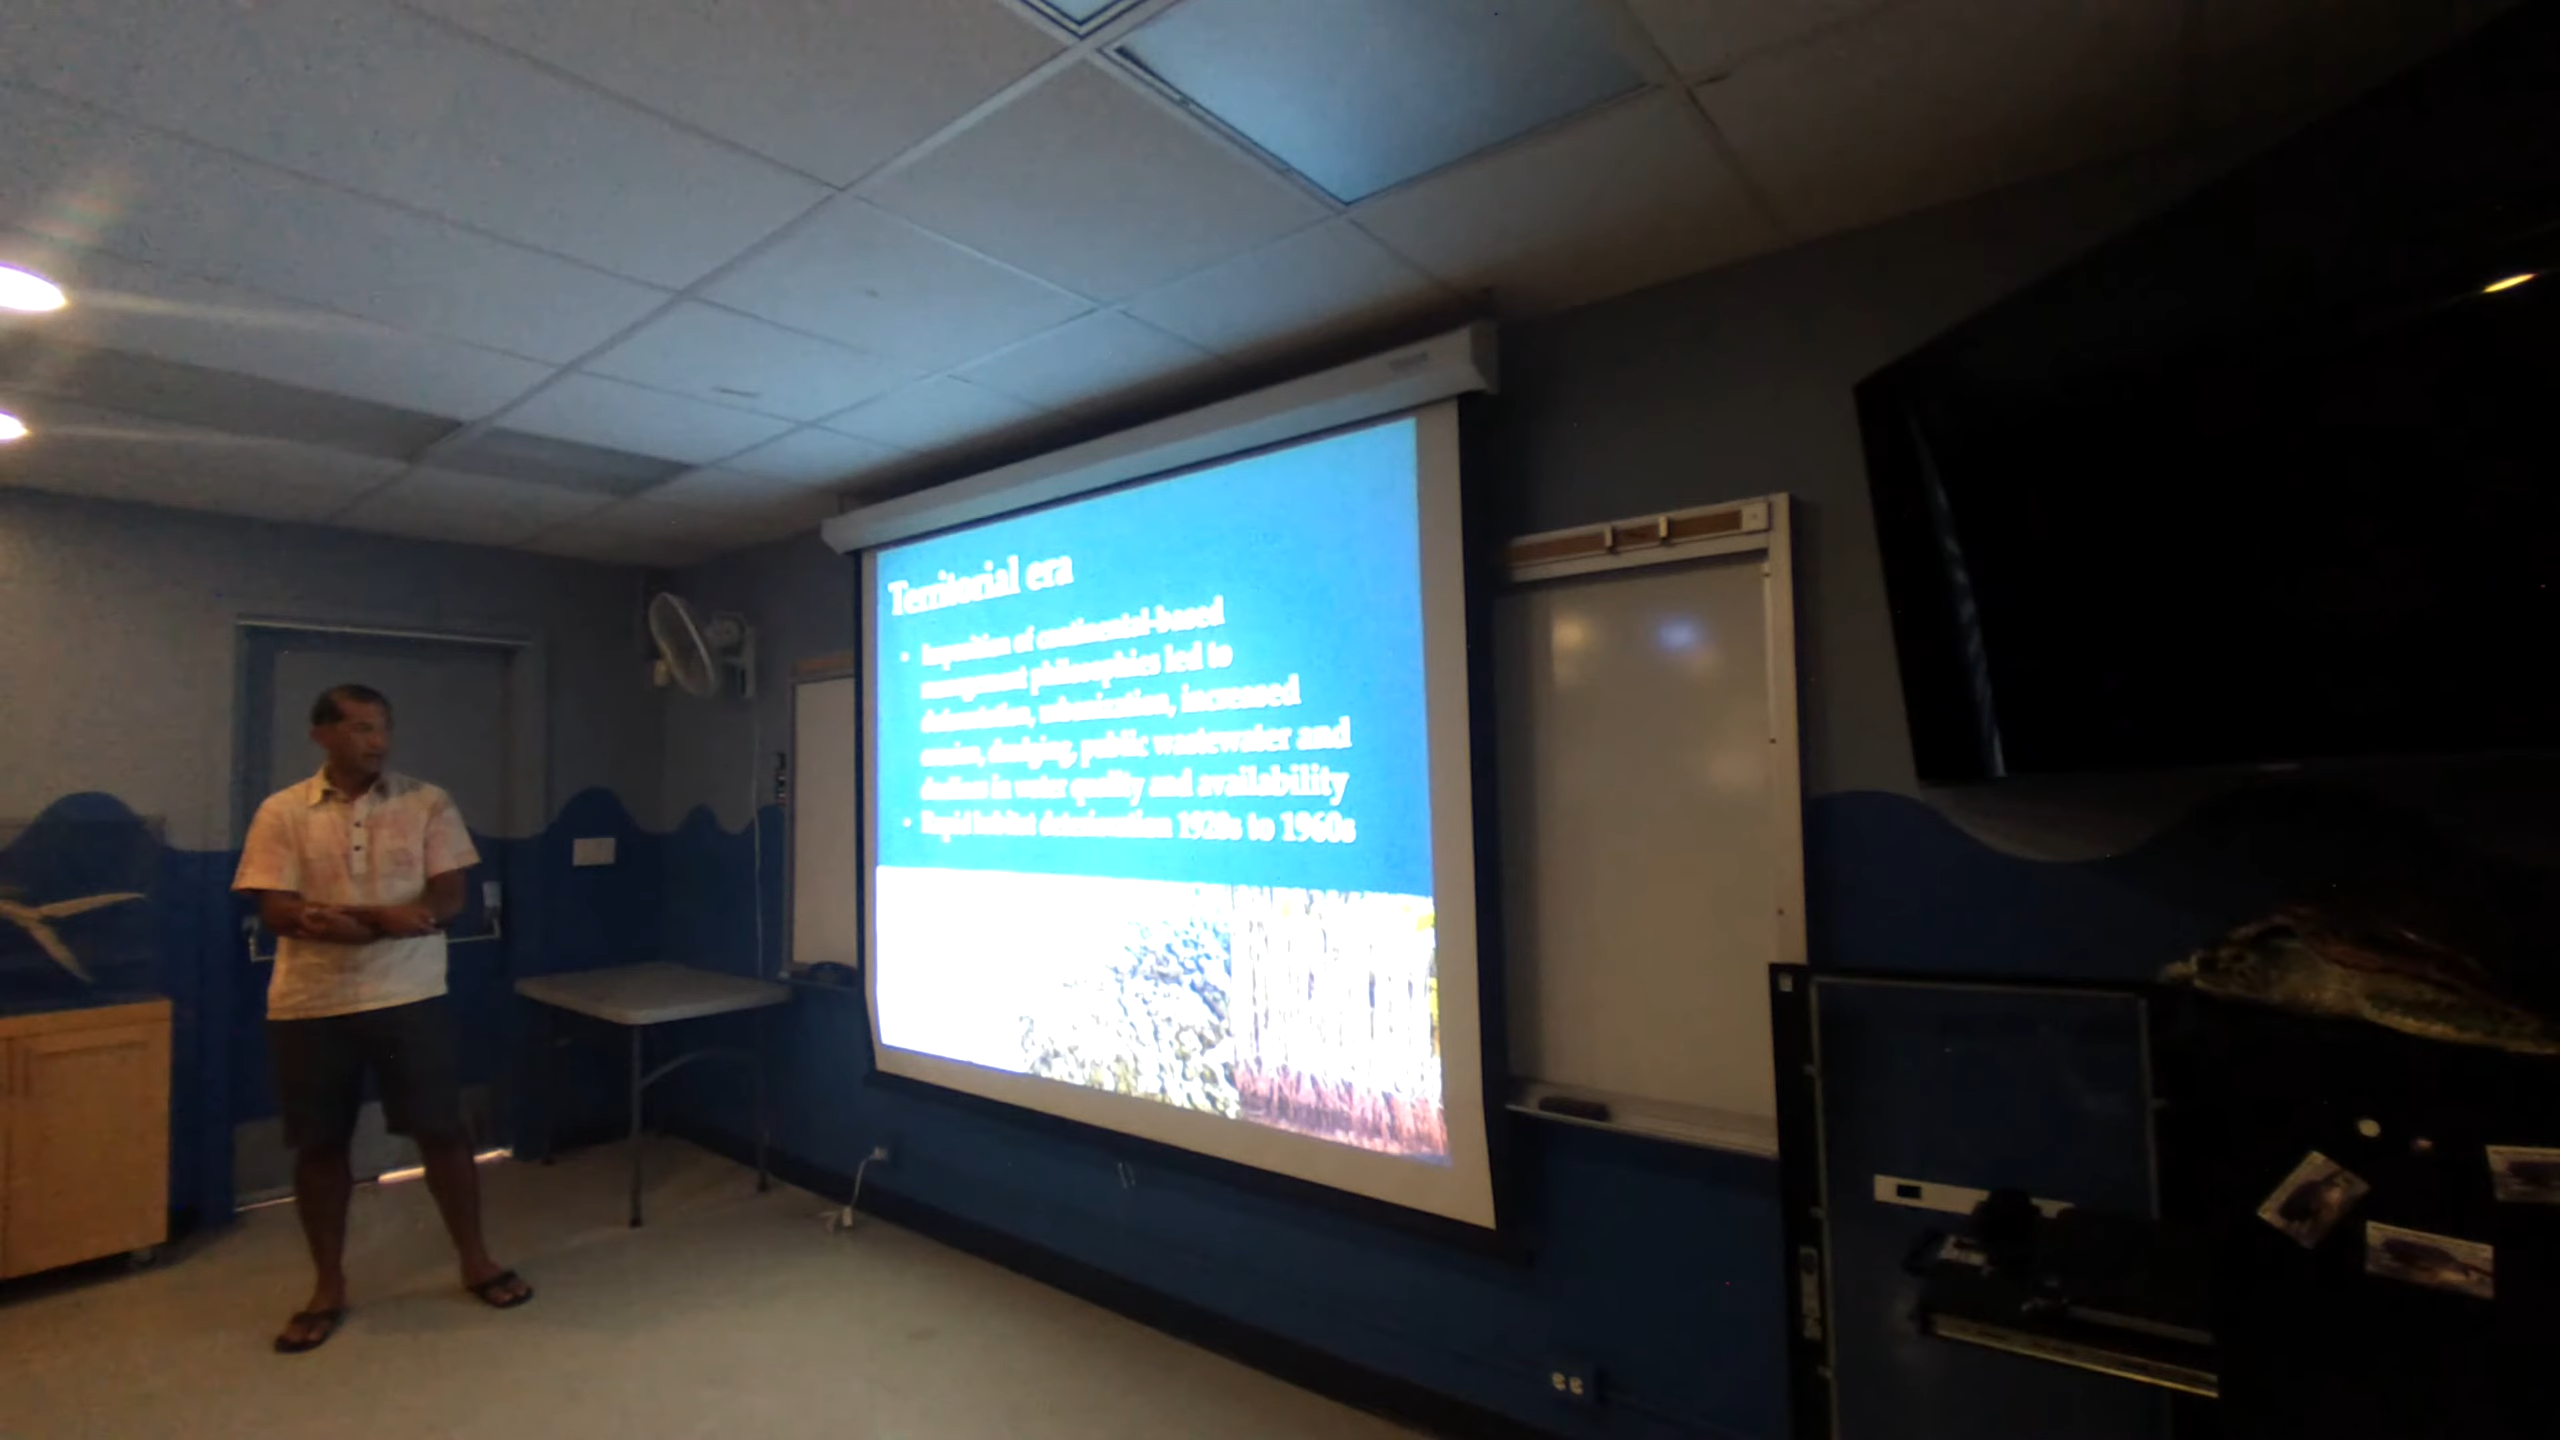 Territorial era
• Imposition of continental-based
management philosophies led to
urbanization, increased
erosion, dredging, public wastewater and
declines in water quality and availability
• Rapid habitat deterioration 1920s to 1960s